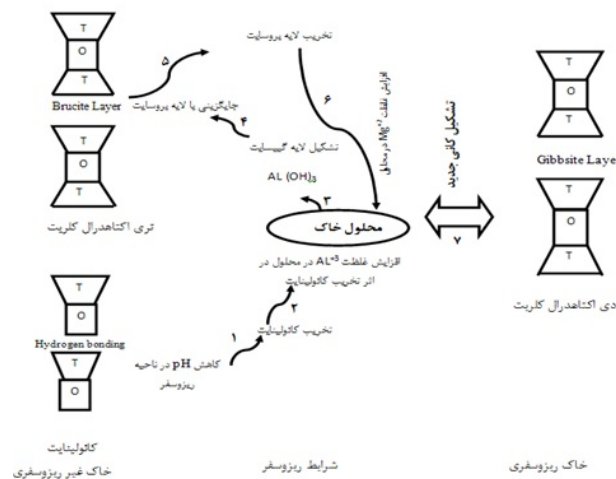 T
O
T
Brucite Layer
T
O
T
تری اکتاهدرال کلریت
T
O
Hydrogen bonding
T
O
کائولینایت
خاک غیر ریزوسفری
تخریب لایه بروسایت
۵
جایگزینی با لایه بروسایت
۴
تشکیل لایه گیبسایت
AL (OH)3
۳
۶
افزایش غلظت Mg+2 در محلول
محلول خاک
افزایش غلظت AL+3 در محلول در
اثر تخریب کائولینایت
۲
تخریب کائولینایت
۱
کاهش pH در ناحیه
ریزوسفر
شرایط ریزوسفر
تشکیل کانی جدید
۷
T
O
T
Gibbsite Laye
T
O
T
دی اکتاهدرال کلریت
خاک ریزوسفری